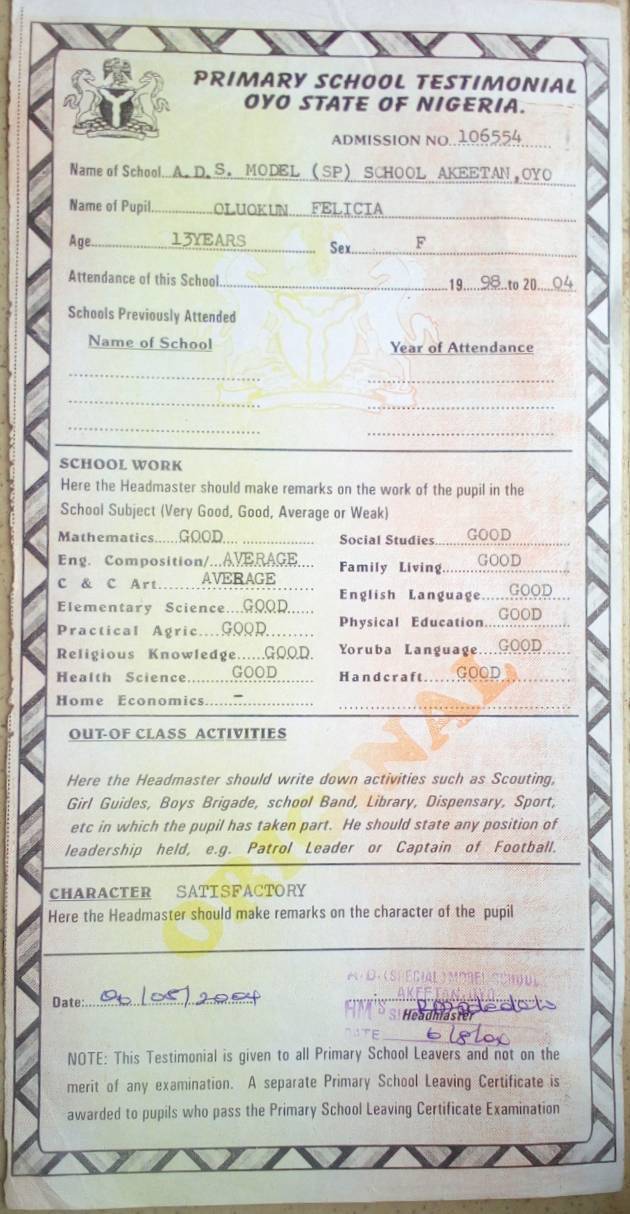 PRIMARY SCHOOL TESTIMONIAL
OYO STATE OF NIGERIA.
ADMISSION NO 106554
Name of School A.D.S. MODEL (SP) SCHOOL AKEETAN,OYO
Name of Pupil OLUOKUN FELICIA
Age 13YEARS Sex F
Attendance of this School 19 98 to 20 04
Schools Previously Attended
Name of School Year of Attendance
SCHOOL WORK
Here the Headmaster should make remarks on the work of the pupil in the
School Subject (Very Good, Good, Average or Weak)
Mathematics GOOD
Eng. Composition/ AVERAGE
C & C Art AVERAGE
Elementary Science GOOD
Practical Agric GOOD
Religious Knowledge GOOD
Health Science GOOD
Home Economics -
Social Studies GOOD
Family Living GOOD
English Language GOOD
Physical Education GOOD
Yoruba Language GOOD
Handcraft GOOD
ORIGINAL
OUT-OF CLASS ACTIVITIES
Here the Headmaster should write down activities such as Scouting,
Girl Guides, Boys Brigade, school Band, Library, Dispensary, Sport,
etc in which the pupil has taken part. He should state any position of
leadership held, e.g. Patrol Leader or Captain of Football.
CHARACTER SATISFACTORY
Here the Headmaster should make remarks on the character of the pupil
A.D.(SPECIAL) MODEL SCHOOL
AKEETAN, OYO
Date: 06/08/2004 HM'S
Headmaster
DATE
NOTE: This Testimonial is given to all Primary School Leavers and not on the
merit of any examination. A separate Primary School Leaving Certificate is
awarded to pupils who pass the Primary School Leaving Certificate Examination